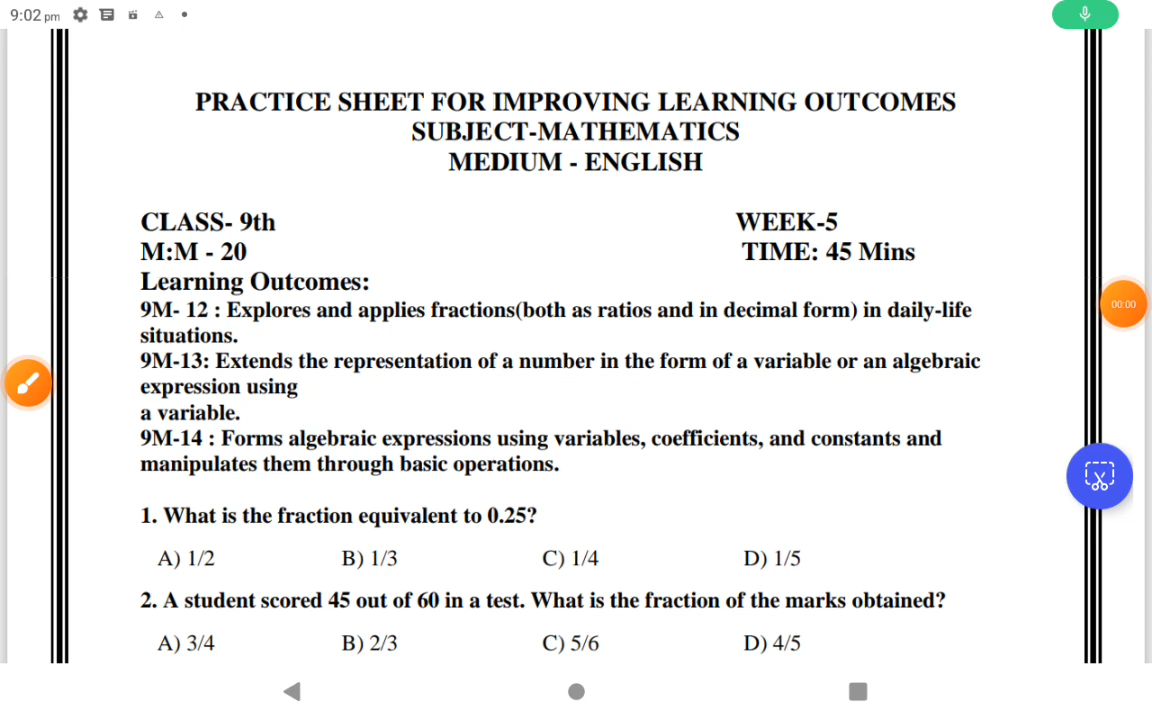 9:02 pm
PRACTICE SHEET FOR IMPROVING LEARNING OUTCOMES
SUBJECT-MATHEMATICS
MEDIUM - ENGLISH
CLASS- 9th WEEK-5
M:M - 20 TIME: 45 Mins
Learning Outcomes:
9M- 12 : Explores and applies fractions(both as ratios and in decimal form) in daily-life
situations.
00:00
9M-13: Extends the representation of a number in the form of a variable or an algebraic
expression using
a variable.
9M-14 : Forms algebraic expressions using variables, coefficients, and constants and
manipulates them through basic operations.
1. What is the fraction equivalent to 0.25?
A) 1/2 B) 1/3 C) 1/4 D) 1/5
2. A student scored 45 out of 60 in a test. What is the fraction of the marks obtained?
A) 3/4 B) 2/3 C) 5/6 D) 4/5